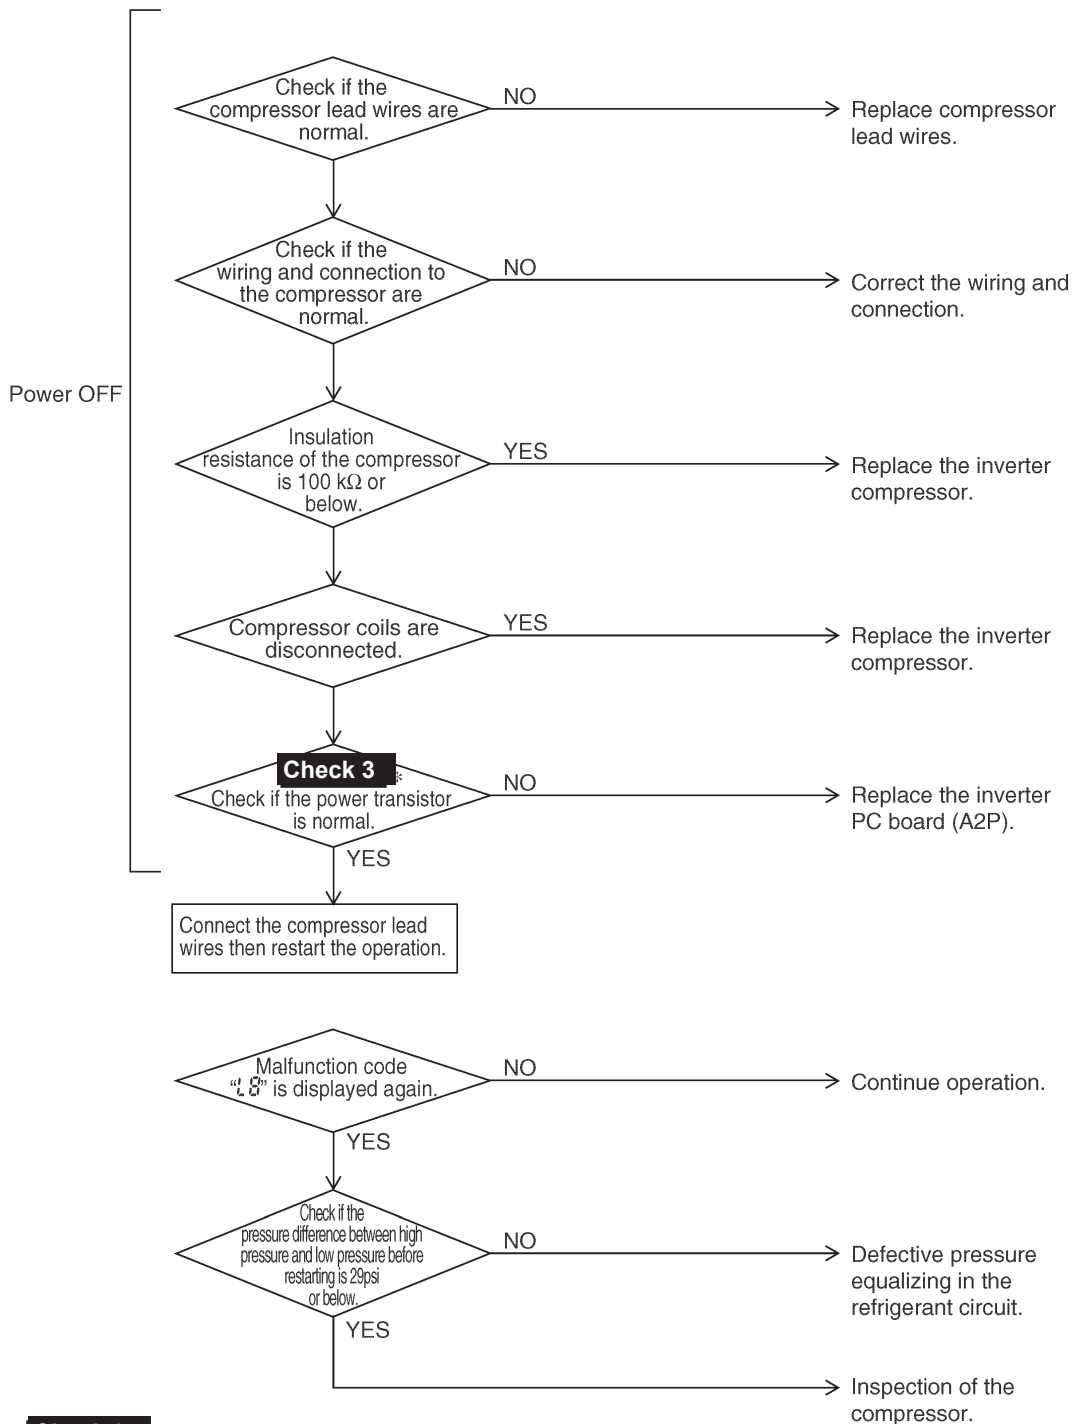 Check if the
compressor lead wires are
normal.
NO
Replace compressor
lead wires.
Check if the
wiring and connection to
the compressor are
normal.
NO
Correct the wiring and
connection.
Power OFF
Insulation
resistance of the compressor
is 100 kΩ or
below.
YES
Replace the inverter
compressor.
Compressor coils are
disconnected.
YES
Replace the inverter
compressor.
Check 3 *
Check if the power transistor
is normal.
NO
Replace the inverter
PC board (A2P).
YES
Connect the compressor lead
wires then restart the operation.
Malfunction code
“L8” is displayed again.
NO
Continue operation.
YES
Check if the
pressure difference between high
pressure and low pressure before
restarting is 29psi
or below.
NO
Defective pressure
equalizing in the
refrigerant circuit.
YES
Inspection of the
compressor.